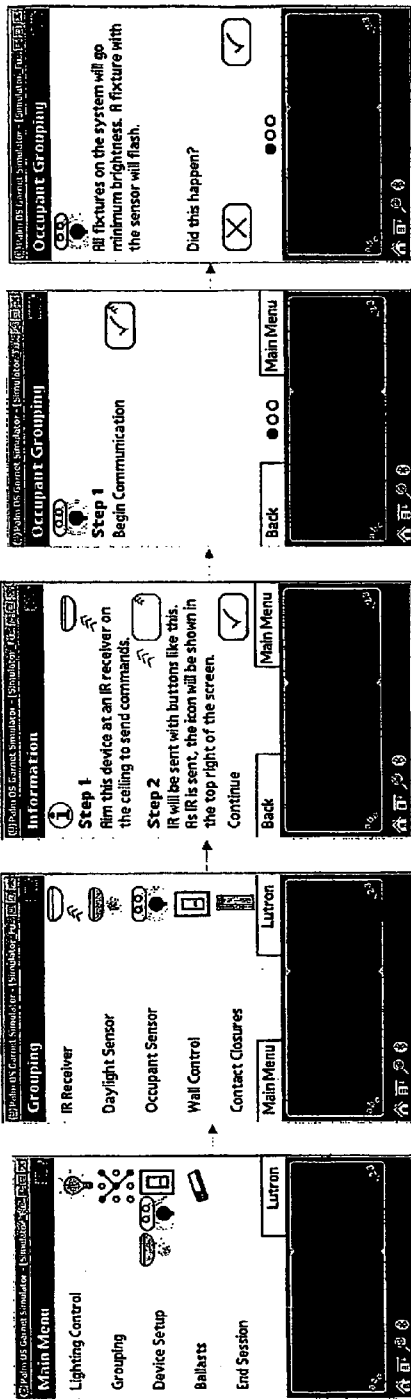 Main Menu
Lighting Control
Grouping
Device Setup
Ballasts
End Session
Lutron
Grouping
IR Receiver
Daylight Sensor
Occupant Sensor
Wall Control
Contact Closures
Main Menu
Lutron
Information
Step 1
Aim this device at an IR receiver on
the ceiling to send commands.
Step 2
IR will be sent with buttons like this.
As IR is sent, the icon will be shown in
the top right of the screen.
Continue
Back
Main Menu
Occupant Grouping
Step 1
Begin Communication
Back
Main Menu
Occupant Grouping
All fixtures on the system will go
minimum brightness. A fixture with
the sensor will flash.
Did this happen?